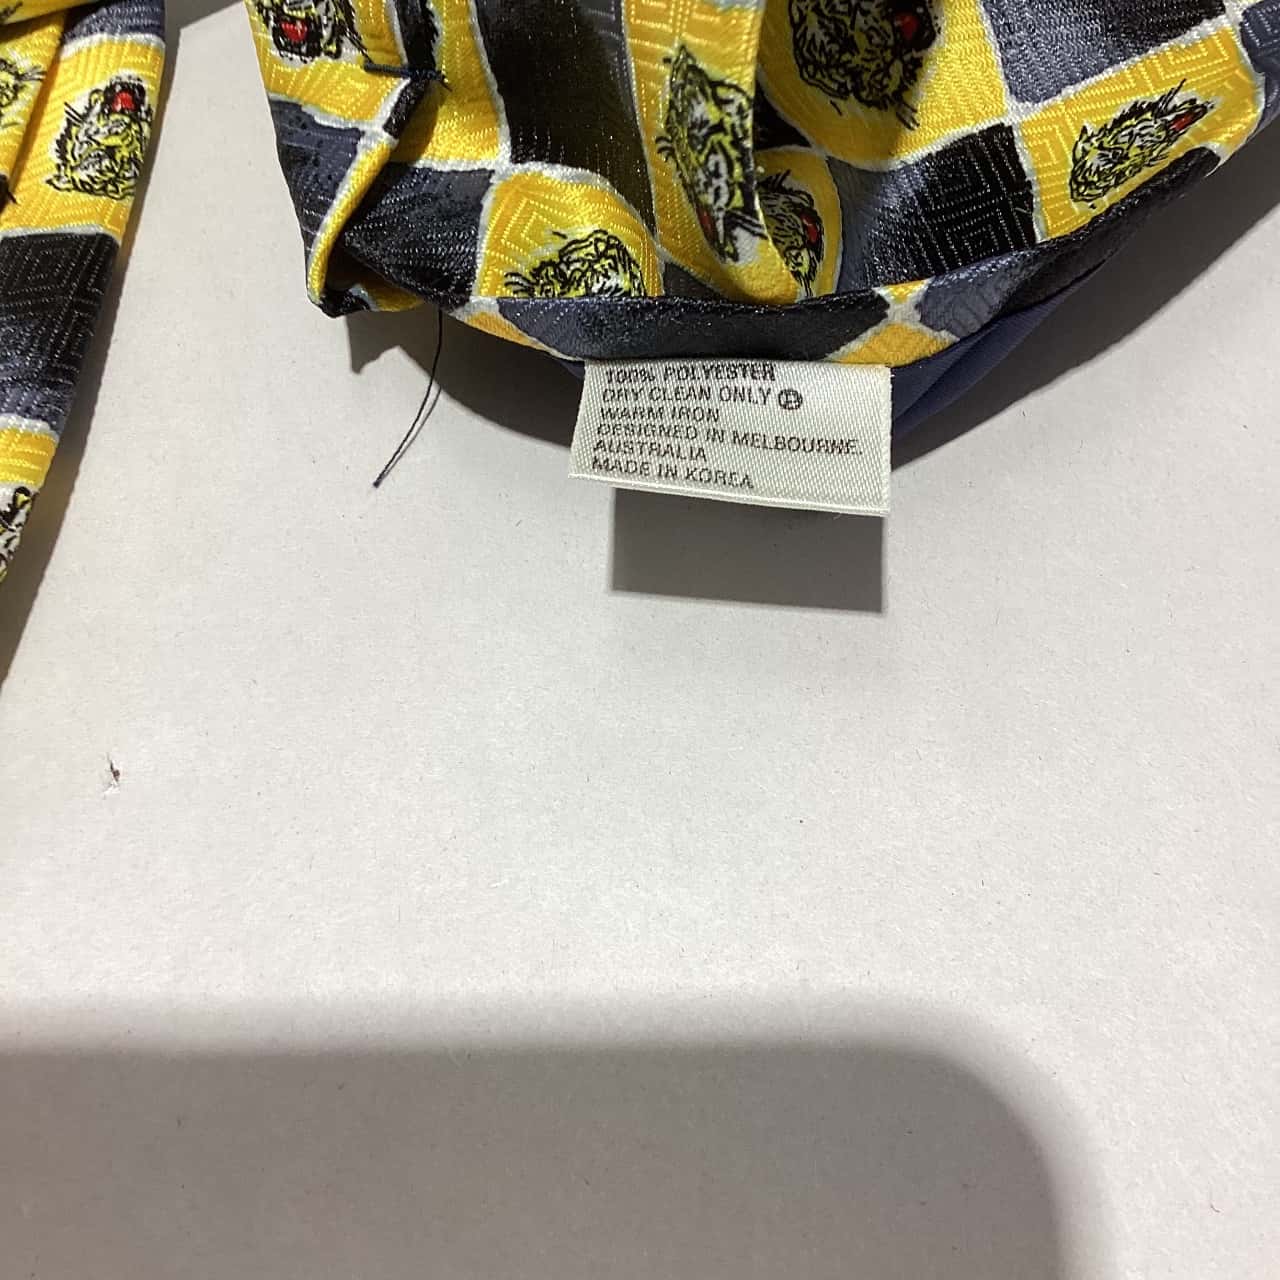 100% POLYESTER
DRY CLEAN ONLY Ⓟ
WARM IRON
DESIGNED IN MELBOURNE.
AUSTRALIA
MADE IN KOREA